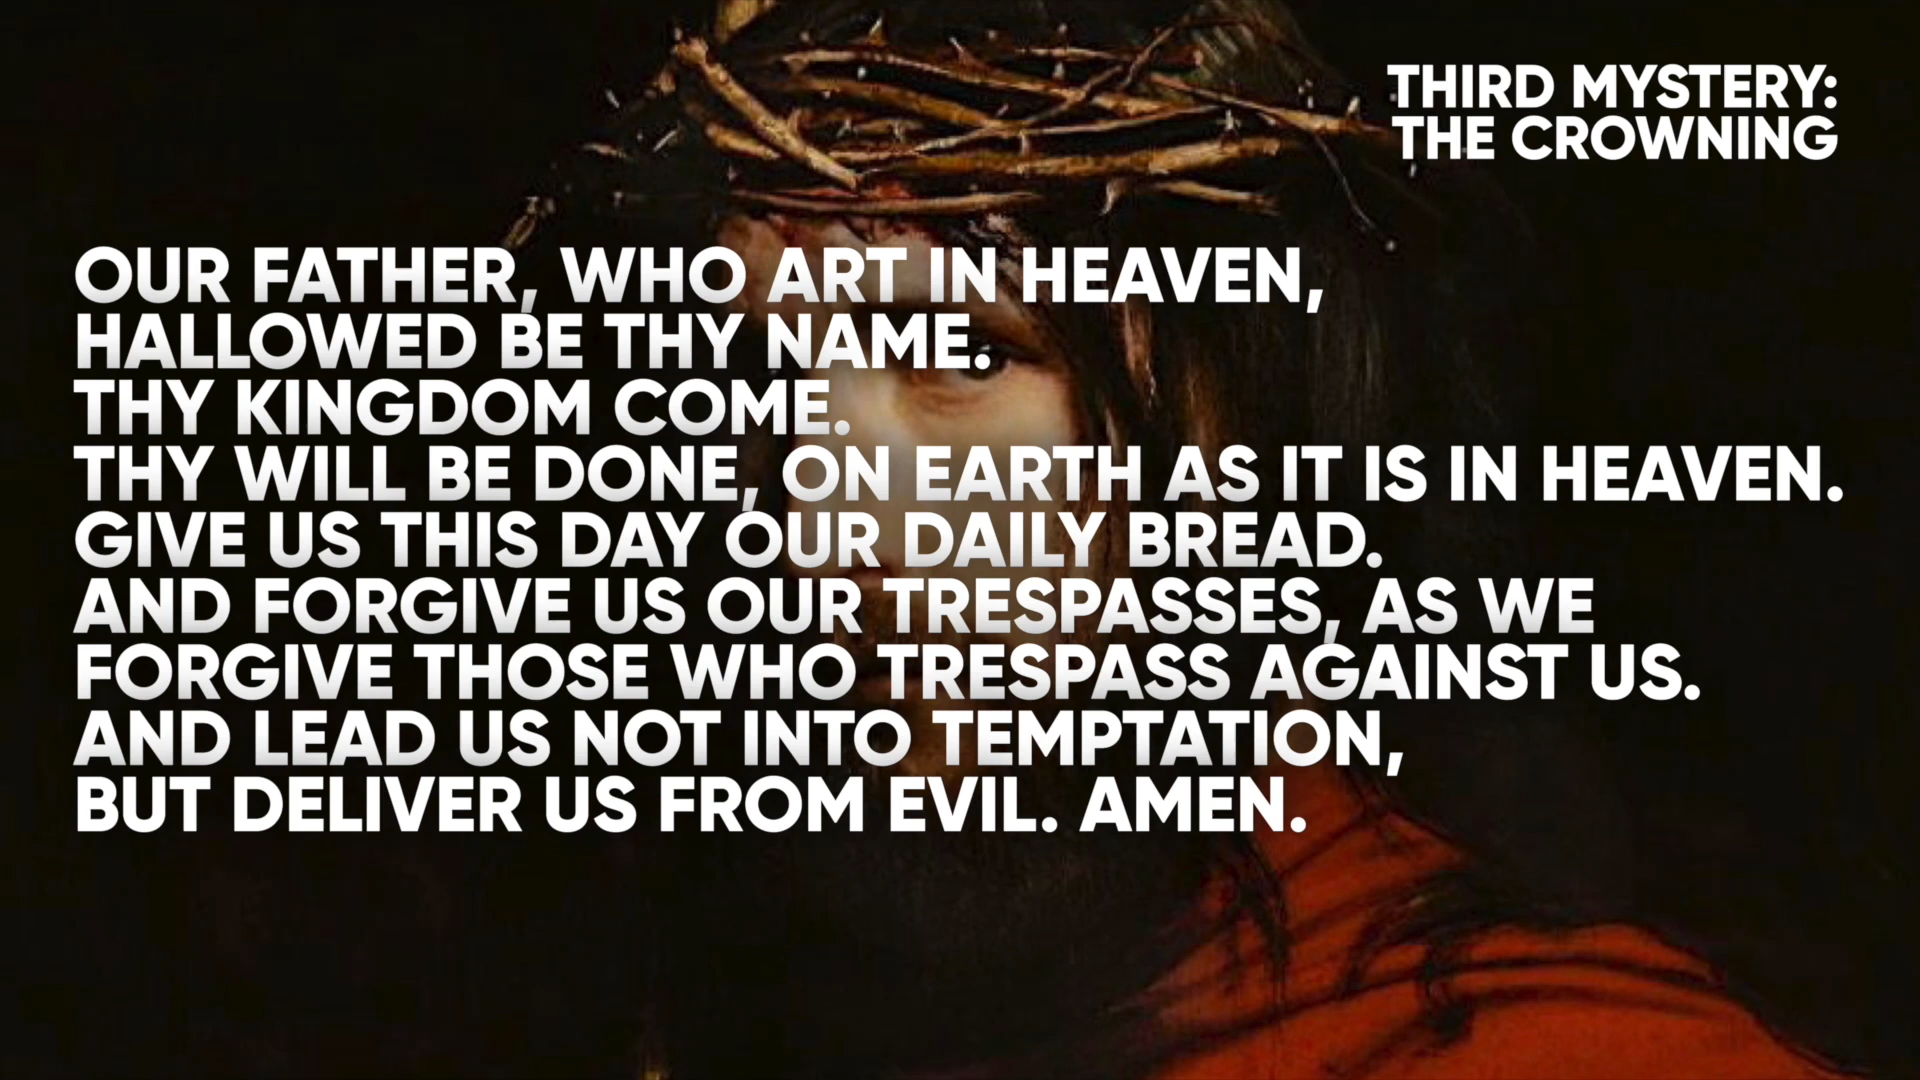 THIRD MYSTERY:
THE CROWNING
OUR FATHER, WHO ART IN HEAVEN,
HALLOWED BE THY NAME.
THY KINGDOM COME.
THY WILL BE DONE, ON EARTH AS IT IS IN HEAVEN.
GIVE US THIS DAY OUR DAILY BREAD.
AND FORGIVE US OUR TRESPASSES, AS WE
FORGIVE THOSE WHO TRESPASS AGAINST US.
AND LEAD US NOT INTO TEMPTATION,
BUT DELIVER US FROM EVIL. AMEN.